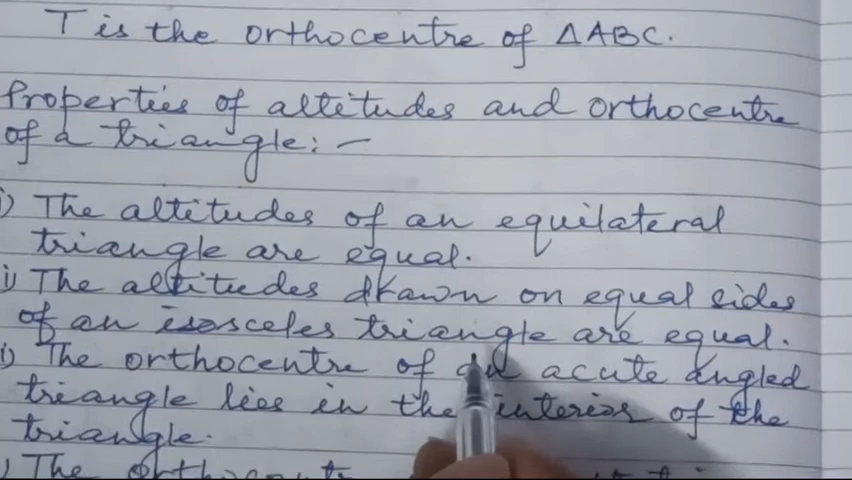 T is the orthocentre of ΔABC.
Properties of altitudes and orthocentre
of a triangle: -
i) The altitudes of an equilateral
triangle are equal.
i) The altitudes drawn on equal sides
of an isosceles triangle are equal.
i) The orthocentre of an acute angled
triangle lies in the interior of the
triangle.
) The